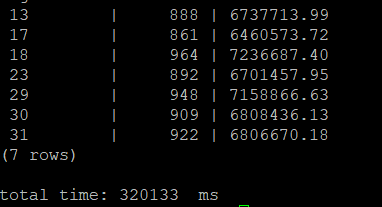 13 | 888 | 6737713.99
17 | 861 | 6460573.72
18 | 964 | 7236687.40
23 | 892 | 6701457.95
29 | 948 | 7158866.63
30 | 909 | 6808436.13
31 | 922 | 6806670.18
(7 rows)
total time: 320133 ms